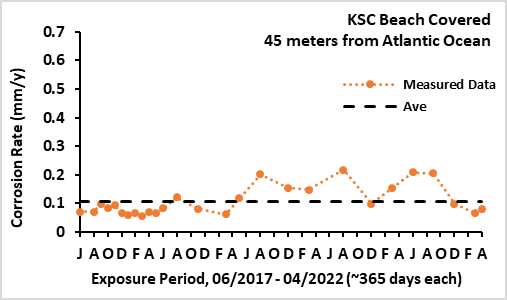 KSC Beach Covered
45 meters from Atlantic Ocean
Measured Data
Ave
Corrosion Rate (mm/y)
0.7
0.6
0.5
0.4
0.3
0.2
0.1
0
J A O D F A J A O D F A J A O D F A J A O D F A J A O D F A
Exposure Period, 06/2017 - 04/2022 (~365 days each)